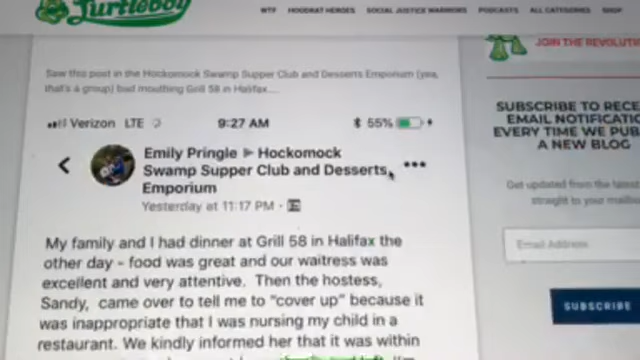 Turtleboy
WTF HOODRAT HEROES SOCIAL JUSTICE WARRIORS PODCASTS ALL CATEGORIES SHOP
JOIN THE REVOLUTI
Saw this post in the Hockomock Swamp Supper Club and Desserts Emporium (yes,
that's a group) bad mouthing Grill 58 in Halifax....
Verizon LTE 9:27 AM 55%
Emily Pringle ▶ Hockomock
Swamp Supper Club and Desserts,
Emporium
Yesterday at 11:17 PM ·
My family and I had dinner at Grill 58 in Halifax the
other day - food was great and our waitress was
excellent and very attentive. Then the hostess,
Sandy, came over to tell me to "cover up" because it
was inappropriate that I was nursing my child in a
restaurant. We kindly informed her that it was within
SUBSCRIBE TO RECE
EMAIL NOTIFICATIO
EVERY TIME WE PUB
A NEW BLOG
Get updated from the latest
straight to your mailb
Email Address
SUBSCRIBE